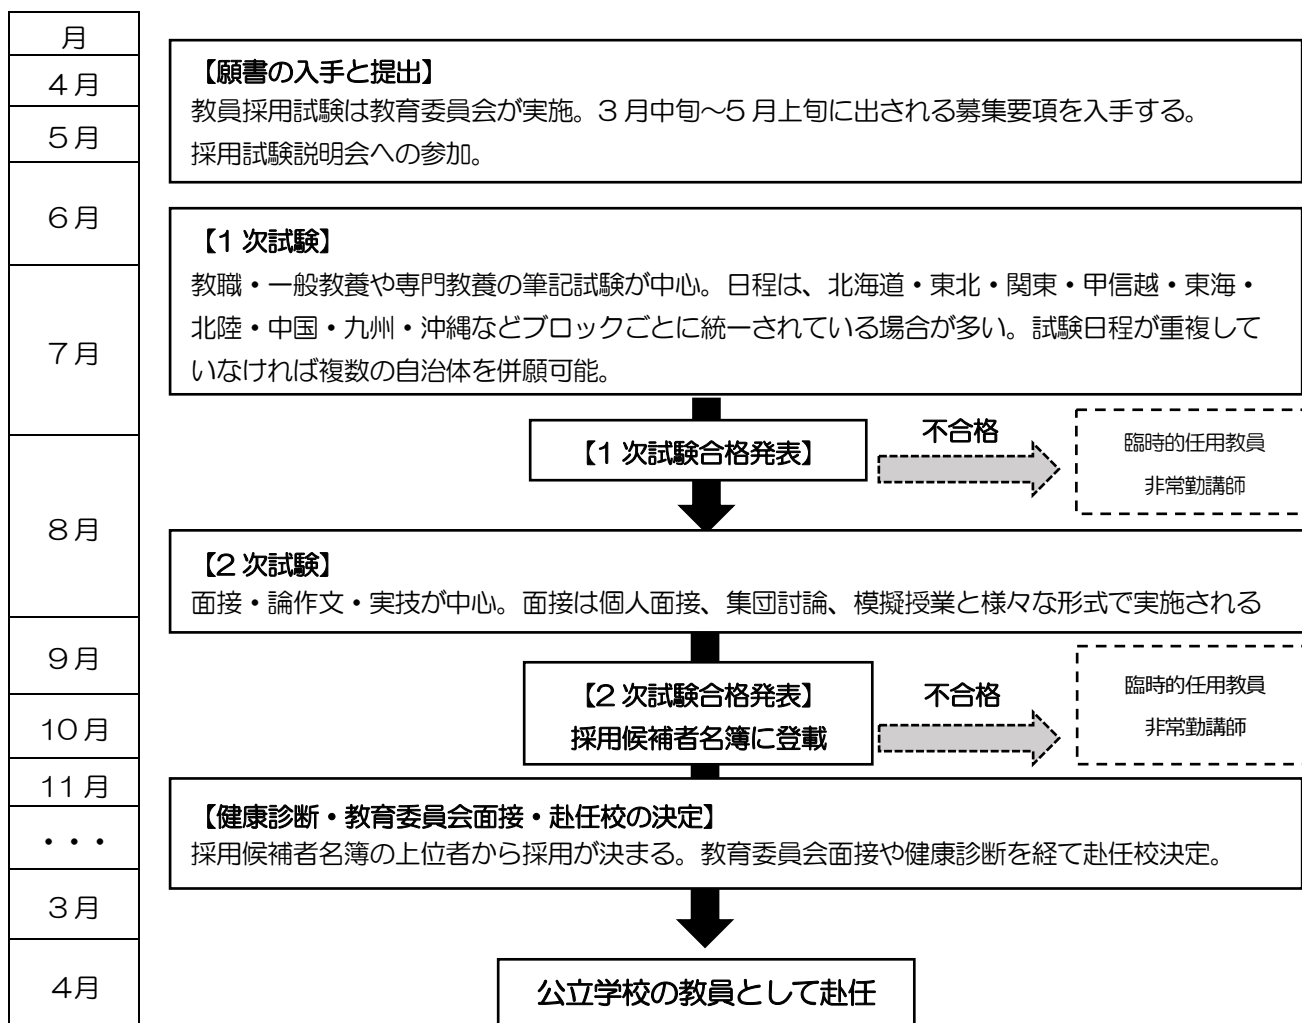 月
4月
5月
6月
7月
8月
9月
10月
11月
・・・
3月
4月
【願書の入手と提出】
教員採用試験は教育委員会が実施。3月中旬～5月上旬に出される募集要項を入手する。
採用試験説明会への参加。
【1次試験】
教職・一般教養や専門教養の筆記試験が中心。日程は、北海道・東北・関東・甲信越・東海・
北陸・中国・九州・沖縄などブロックごとに統一されている場合が多い。試験日程が重複して
いなければ複数の自治体を併願可能。
【1次試験合格発表】
不合格
臨時的任用教員
非常勤講師
【2次試験】
面接・論作文・実技が中心。面接は個人面接、集団討論、模擬授業と様々な形式で実施される
【2次試験合格発表】
採用候補者名簿に登載
不合格
臨時的任用教員
非常勤講師
【健康診断・教育委員会面接・赴任校の決定】
採用候補者名簿の上位者から採用が決まる。教育委員会面接や健康診断を経て赴任校決定。
公立学校の教員として赴任